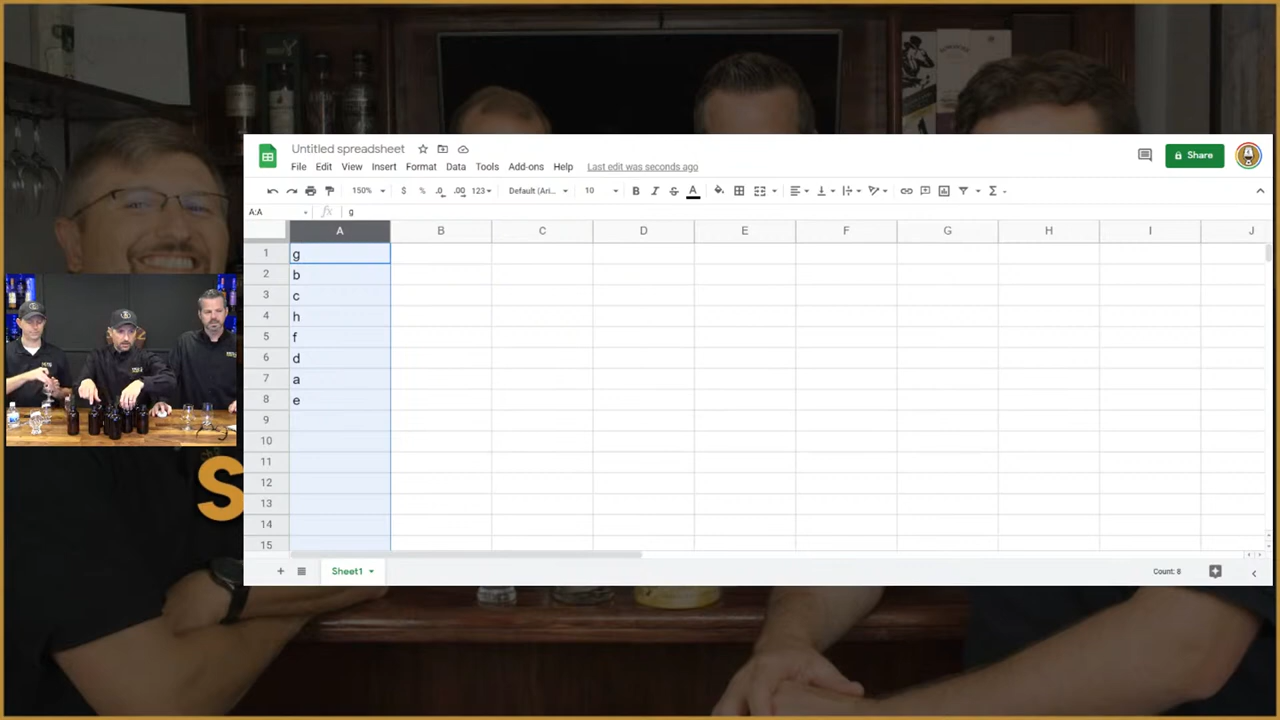 Untitled spreadsheet
File Edit View Insert Format Data Tools Add-ons Help Last edit was seconds ago
Share
150% $ % .0 .00 123 Default (Ari... 10 B I S A
A:A fx g
A B C D E F G H I J
1 g
2 b
3 c
4 h
5 f
6 d
7 a
8 e
9
10
11
12
13
14
15
S
+ Sheet1 Count: 8